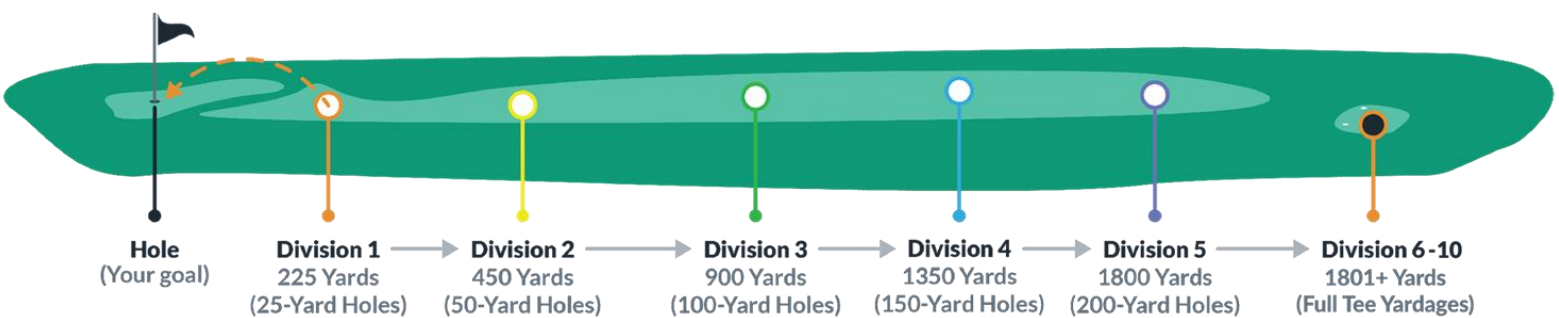 Hole
(Your goal)
Division 1
225 Yards
(25-Yard Holes)
Division 2
450 Yards
(50-Yard Holes)
Division 3
900 Yards
(100-Yard Holes)
Division 4
1350 Yards
(150-Yard Holes)
Division 5
1800 Yards
(200-Yard Holes)
Division 6-10
1801+ Yards
(Full Tee Yardages)